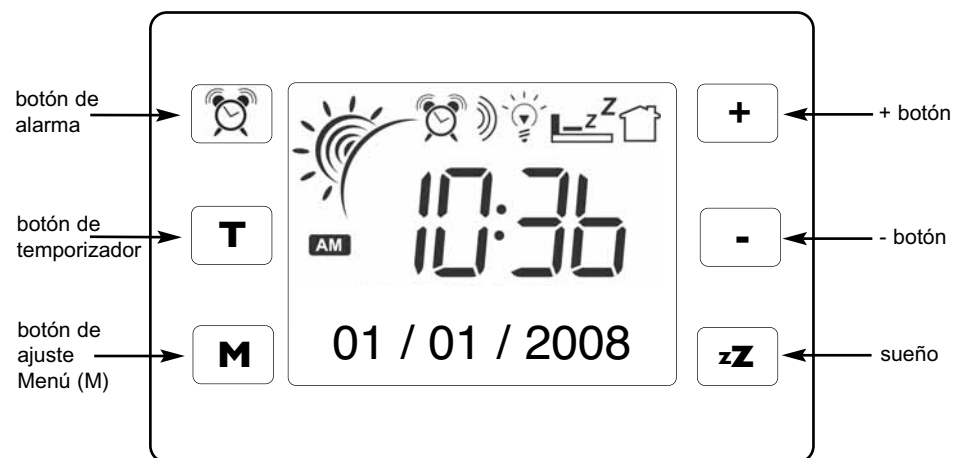 botón de
alarma
+
+ botón
z Z
10:36
AM
botón de
temporizador
T
-
- botón
botón de
ajuste
Menú (M)
M
01 / 01 / 2008
zZ
sueño